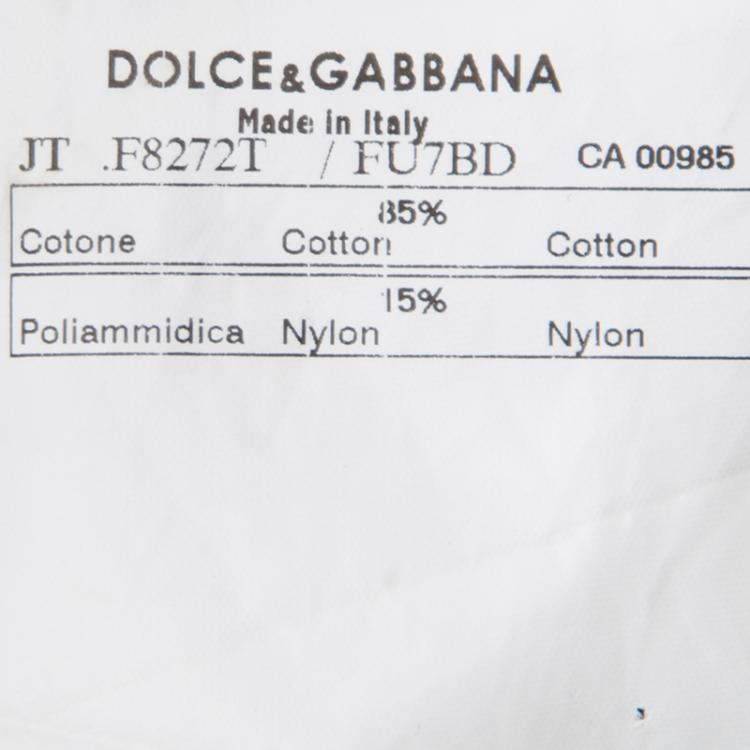 DOLCE&GABBANA
Made in Italy
JT .F8272T / FU7BD CA 00985
85%
Cotone Cotton Cotton
15%
Poliammidica Nylon Nylon